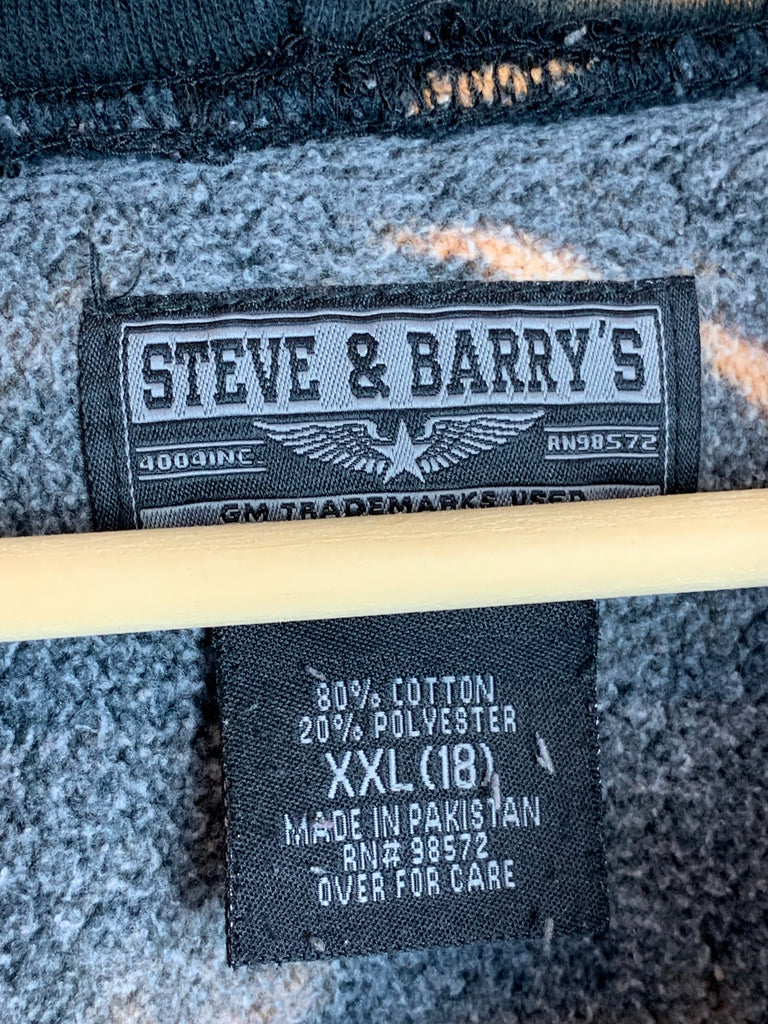 STEVE & BARRY'S
4004INC RN98572
GM TRADEMARKS USED
80% COTTON
20% POLYESTER
XXL (18)
MADE IN PAKISTAN
RN# 98572
OVER FOR CARE